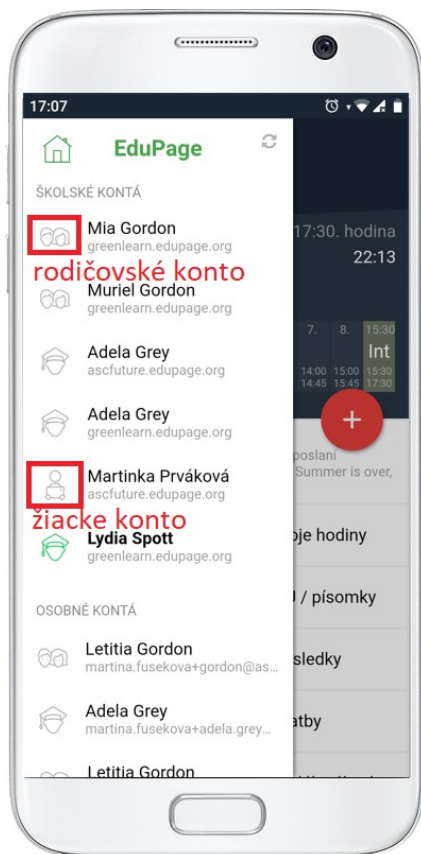 17:07
EduPage
ŠKOLSKÉ KONTÁ
Mia Gordon
greenlearn.edupage.org
rodičovské konto
Muriel Gordon
greenlearn.edupage.org
Adela Grey
ascfuture.edupage.org
Adela Grey
greenlearn.edupage.org
Martinka Prváková
ascfuture.edupage.org
žiacke konto
Lydia Spott
greenlearn.edupage.org
OSOBNÉ KONTÁ
Letitia Gordon
martina.fusekova+gordon@as...
Adela Grey
martina.fusekova+adela.grey...
Letitia Gordon
17:30. hodina
22:13
7. 8. 15:30
Int
14:00 15:00 15:30
14:45 15:45 17:30
+
poslaní
Summer is over,
oje hodiny
J / písomky
sledky
atby